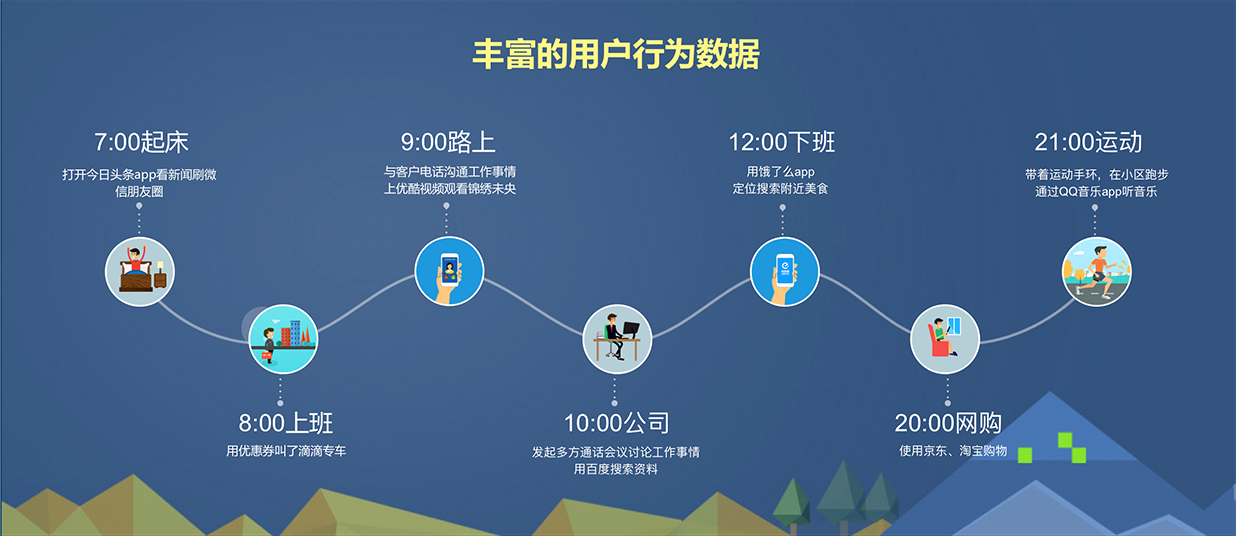 丰富的用户行为数据
7:00起床
打开今日头条app看新闻刷微
信朋友圈
8:00上班
用优惠券叫了滴滴专车
9:00路上
与客户电话沟通工作事情
上优酷视频观看锦绣未央
10:00公司
发起多方通话会议讨论工作事情
用百度搜索资料
12:00下班
用饿了么app
定位搜索附近美食
20:00网购
使用京东、淘宝购物
21:00运动
带着运动手环，在小区跑步
通过QQ音乐app听音乐